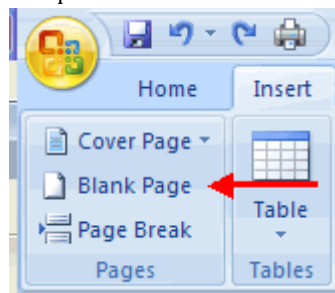 Home Insert
Cover Page
Blank Page
Page Break
Table
Pages Tables